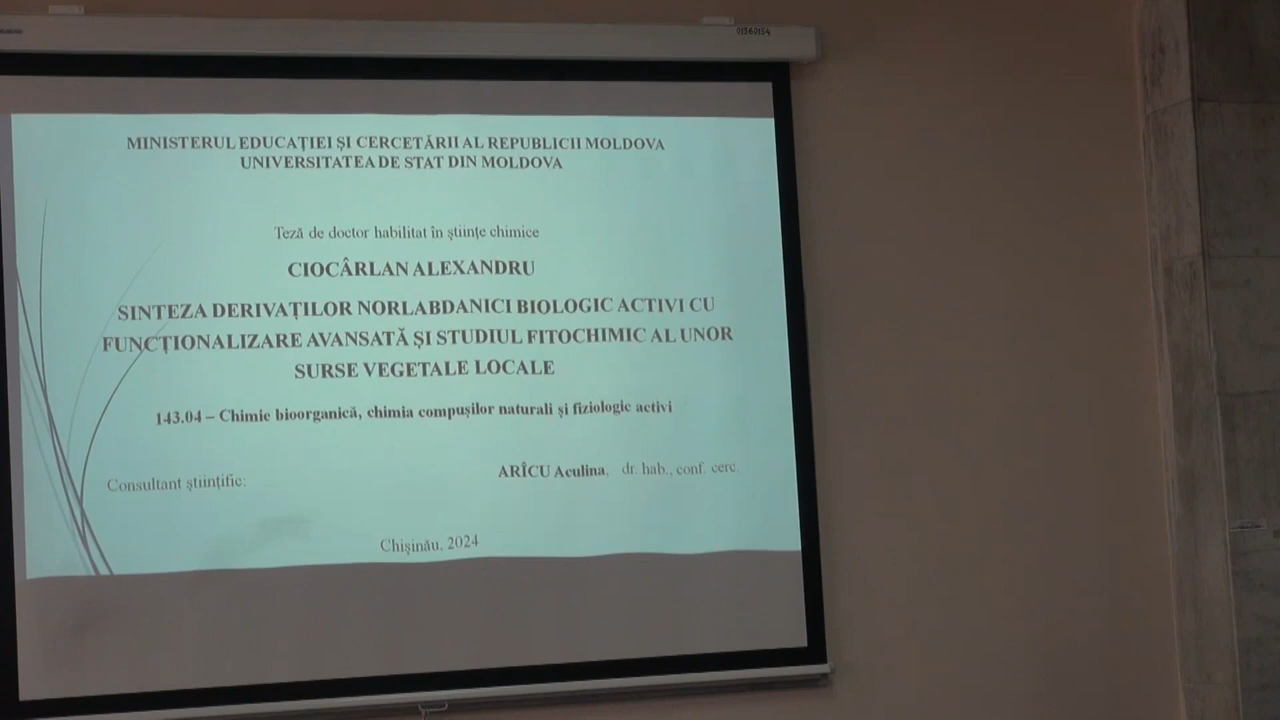 01360154
MINISTERUL EDUCAȚIEI ȘI CERCETĂRII AL REPUBLICII MOLDOVA
UNIVERSITATEA DE STAT DIN MOLDOVA
Teză de doctor habilitat în științe chimice
CIOCÂRLAN ALEXANDRU
SINTEZA DERIVAȚILOR NORLABDANICI BIOLOGIC ACTIVI CU
FUNCȚIONALIZARE AVANSATĂ ȘI STUDIUL FITOCHIMIC AL UNOR
SURSE VEGETALE LOCALE
143.04 – Chimie bioorganică, chimia compușilor naturali și fiziologic activi
Consultant științific: ARÎCU Aculina, dr. hab., conf. cerc.
Chișinău, 2024